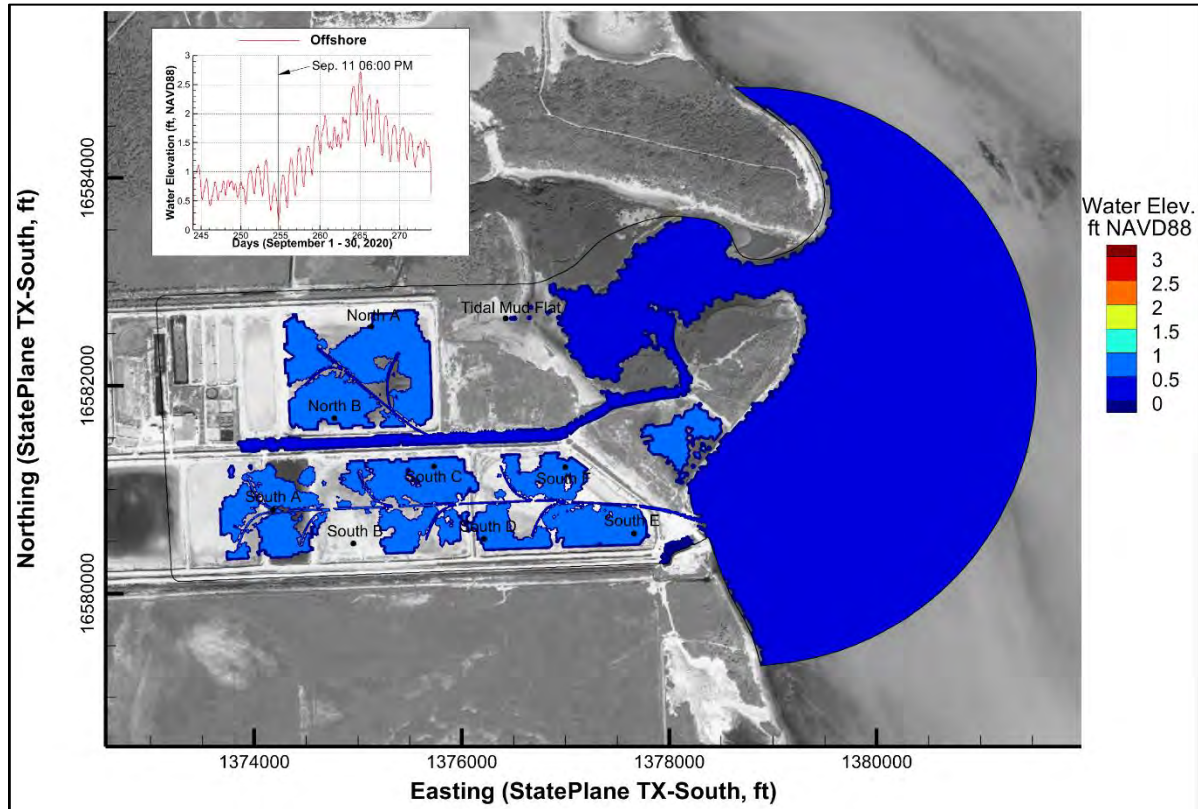 Offshore
Sep. 11 06:00 PM
Water Elevation (ft, NAVD88)
3
2.5
2
1.5
1
0.5
0
245 250 255 260 265 270
Days (September 1 - 30, 2020)
Water Elev.
ft NAVD88
3
2.5
2
1.5
1
0.5
0
Northing (StatePlane TX-South, ft)
16584000
16582000
16580000
Tidal Mud Flat
North A
North B
South C
South F
South A
South B
South D
South E
1374000 1376000 1378000 1380000
Easting (StatePlane TX-South, ft)